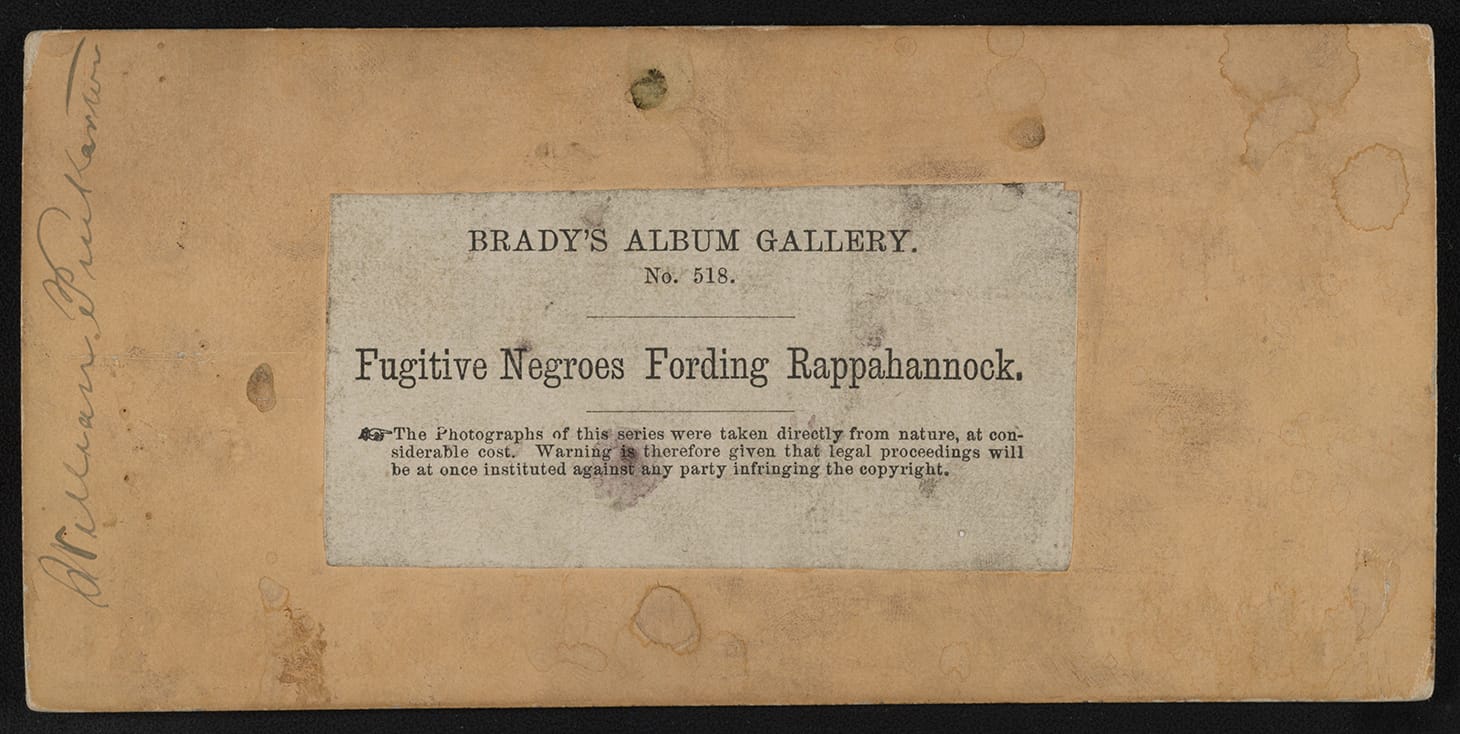 BRADY'S ALBUM GALLERY.
No. 518.
Fugitive Negroes Fording Rappahannock.
☞The Photographs of this series were taken directly from nature, at con-
siderable cost. Warning is therefore given that legal proceedings will
be at once instituted against any party infringing the copyright.
William